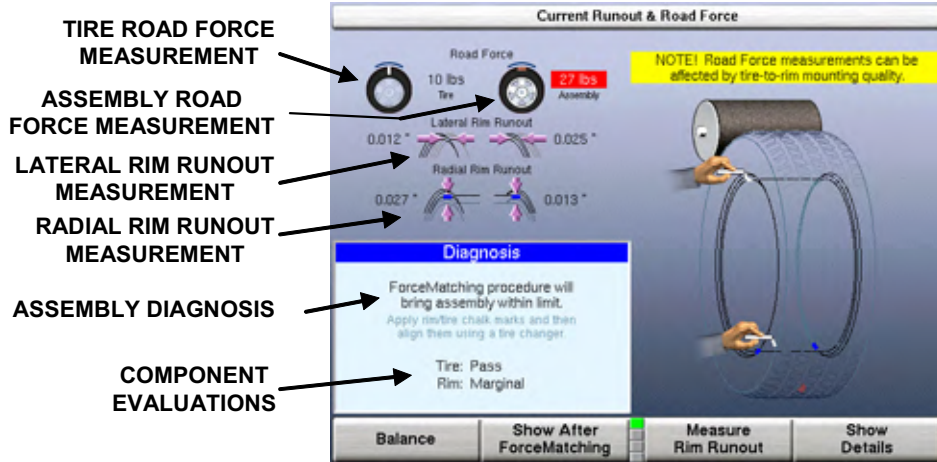 TIRE ROAD FORCE
MEASUREMENT
ASSEMBLY ROAD
FORCE MEASUREMENT
LATERAL RIM RUNOUT
MEASUREMENT
RADIAL RIM RUNOUT
MEASUREMENT
ASSEMBLY DIAGNOSIS
COMPONENT
EVALUATIONS
Current Runout & Road Force
Road Force
10 lbs
Tire
27 lbs
Assembly
Lateral Rim Runout
0.012 "
0.025 "
Radial Rim Runout
0.027 "
0.013 "
NOTE! Road Force measurements can be
affected by tire-to-rim mounting quality.
Diagnosis
ForceMatching procedure will
bring assembly within limit.
Apply rim/tire chalk marks and then
align them using a tire changer.
Tire: Pass
Rim: Marginal
Balance
Show After
ForceMatching
Measure
Rim Runout
Show
Details